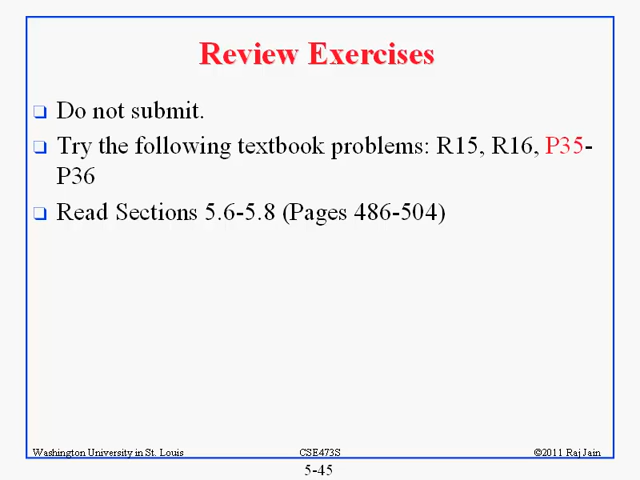 Review Exercises
Do not submit.
Try the following textbook problems: R15, R16, P35-
P36
Read Sections 5.6-5.8 (Pages 486-504)
Washington University in St. Louis CSE473S ©2011 Raj Jain
5-45